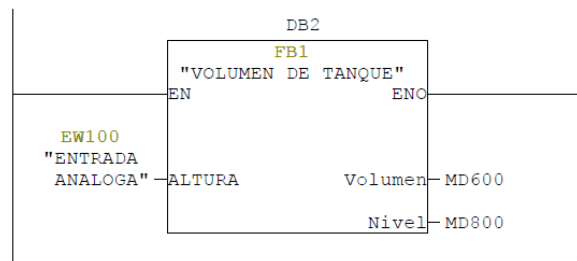 DB2
FB1
"VOLUMEN DE TANQUE"
EN ENO
EW100
"ENTRADA
ANALOGA" ALTURA Volumen MD600
Nivel MD800